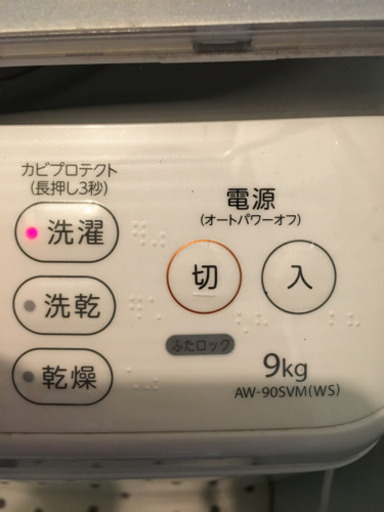 カビプロテクト
(長押し3秒)
洗濯
洗乾
乾燥
電源
(オートパワーオフ)
切
入
ふたロック
9kg
AW-90SVM(WS)